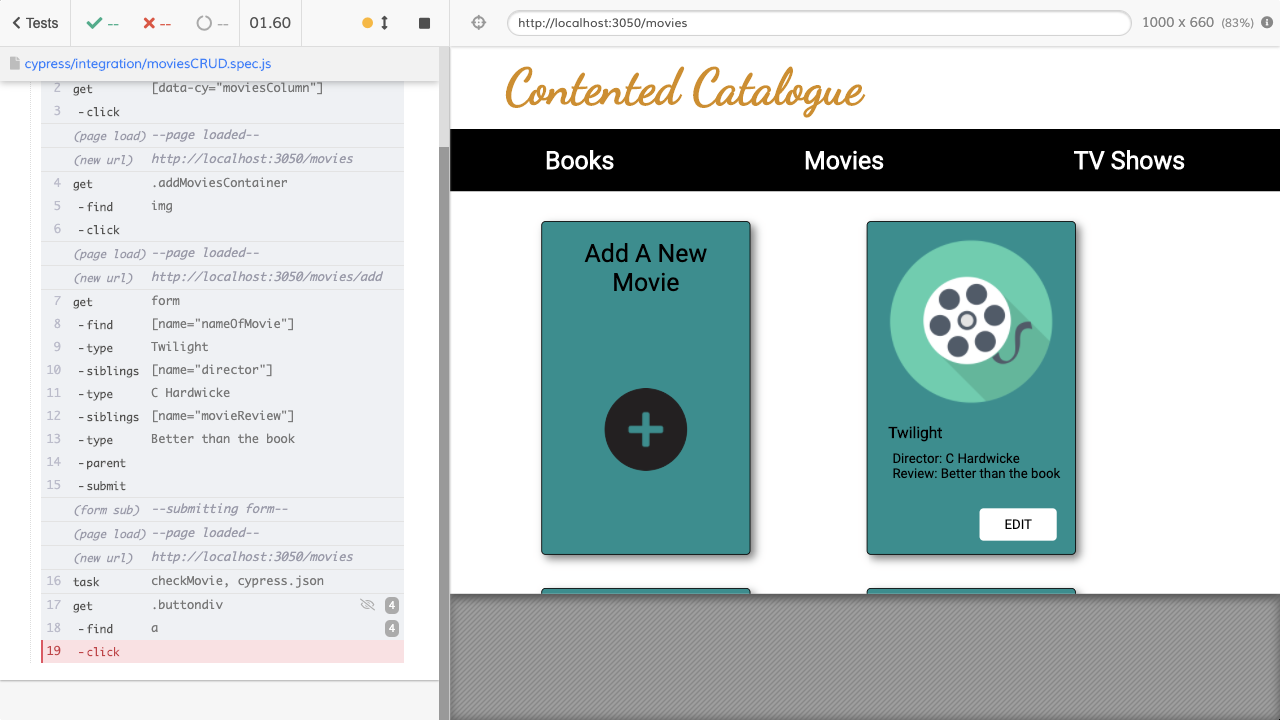 Tests
--
--
--
01.60
http://localhost:3050/movies
1000 x 660 (83%)
cypress/integration/moviesCRUD.spec.js
2 get [data-cy="moviesColumn"]
3 -click
(page load) --page loaded--
(new url) http://localhost:3050/movies
4 get .addMoviesContainer
5 -find img
6 -click
(page load) --page loaded--
(new url) http://localhost:3050/movies/add
7 get form
8 -find [name="nameOfMovie"]
9 -type Twilight
10 -siblings [name="director"]
11 -type C Hardwicke
12 -siblings [name="movieReview"]
13 -type Better than the book
14 -parent
15 -submit
(form sub) --submitting form--
(page load) --page loaded--
(new url) http://localhost:3050/movies
16 task checkMovie, cypress.json
17 get .buttondiv 4
18 -find a 4
19 -click
Contented Catalogue
Books Movies TV Shows
Add A New
Movie
Twilight
Director: C Hardwicke
Review: Better than the book
EDIT